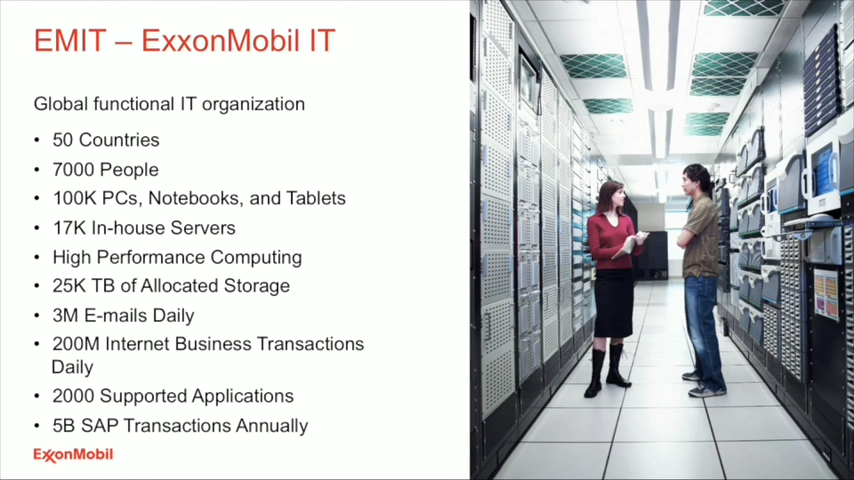 EMIT – ExxonMobil IT
Global functional IT organization
• 50 Countries
• 7000 People
• 100K PCs, Notebooks, and Tablets
• 17K In-house Servers
• High Performance Computing
• 25K TB of Allocated Storage
• 3M E-mails Daily
• 200M Internet Business Transactions
Daily
• 2000 Supported Applications
• 5B SAP Transactions Annually
ExxonMobil